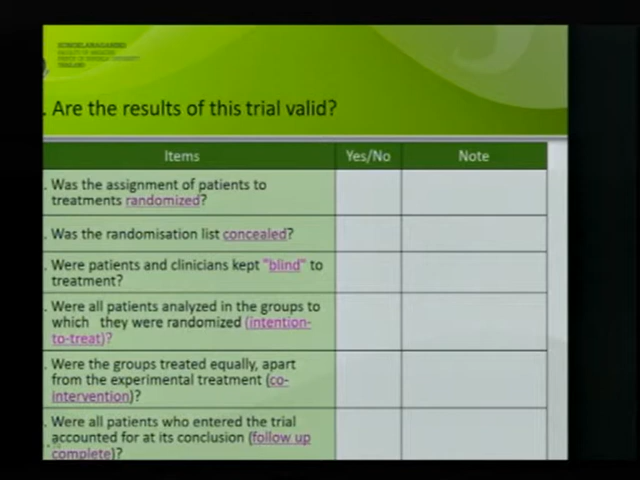 . Are the results of this trial valid?
Items Yes/No Note
. Was the assignment of patients to
treatments randomized?
. Was the randomisation list concealed?
. Were patients and clinicians kept "blind" to
treatment?
. Were all patients analyzed in the groups to
which they were randomized (intention-
to-treat)?
. Were the groups treated equally, apart
from the experimental treatment (co-
intervention)?
. Were all patients who entered the trial
accounted for at its conclusion (follow up
complete)?